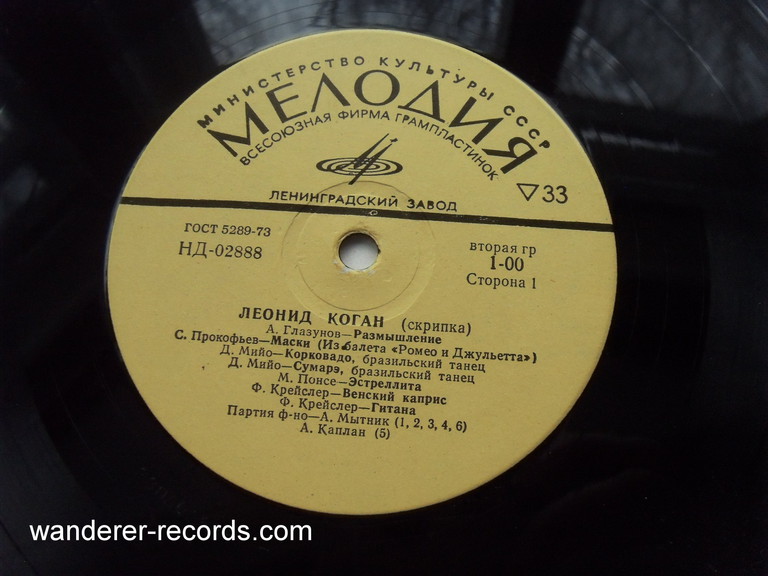 МИНИСТЕРСТВО КУЛЬТУРЫ СССР
МЕЛОДИЯ
ВСЕСОЮЗНАЯ ФИРМА ГРАМПЛАСТИНОК
ЛЕНИНГРАДСКИЙ ЗАВОД
▽33
ГОСТ 5289-73
НД-02888
вторая гр
1-00
Сторона 1
ЛЕОНИД КОГАН (скрипка)
А. Глазунов—Размышление
С. Прокофьев—Маски (Из балета «Ромео и Джульетта»)
Д. Мийо—Корковадо, бразильский танец
Д. Мийо—Сумарэ, бразильский танец
М. Понсе—Эстреллита
Ф. Крейслер—Венский каприс
Ф. Крейслер—Гитана
Партия ф-но—А. Мытник (1, 2, 3, 4, 6)
А. Каплан (5)
wanderer-records.com